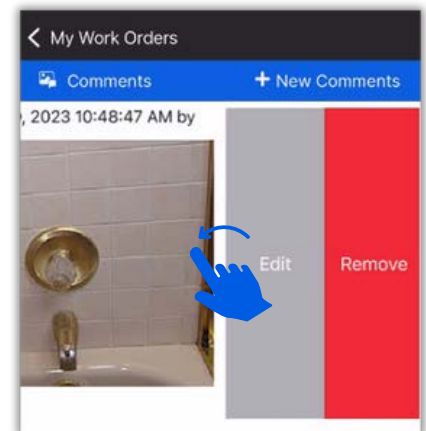 My Work Orders
Comments
+ New Comments
, 2023 10:48:47 AM by
Edit
Remove